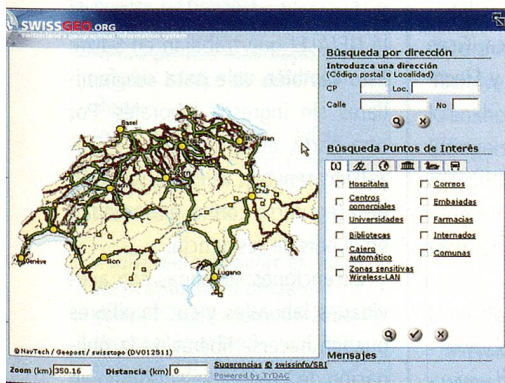 SWISSGEO.ORG
switzerland's geographical information system
Búsqueda por dirección
Introduzca una dirección
(Código postal o Localidad)
CP Loc.
Calle No
Búsqueda Puntos de Interés
Hospitales Correos
Centros comerciales Embajadas
Universidades Farmacias
Bibliotecas Internados
Cajero automático Comunas
Zonas sensitivas Wireless-LAN
Mensajes
Basel
Genève
Sion
Lugano
©NavTech / Geopost / swisstopo (DV012511)
Zoom (km) 350.16 Distancia (km) 0
Sugerencias © swissinfo/SRI
Powered by TYDAC